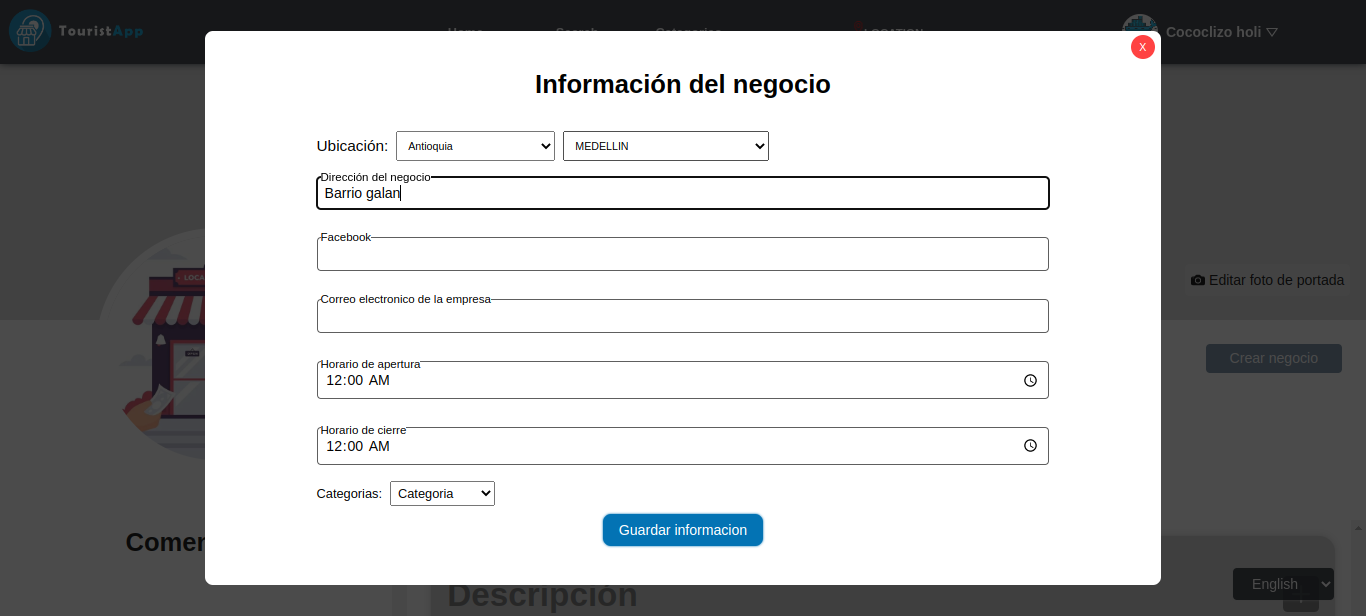 TouristApp
Home
Search
Categories
LOCATION
Cococlizo holi
X
Información del negocio
Ubicación: Antioquia MEDELLIN
Dirección del negocio
Barrio galan
Facebook
LOCA
Editar foto de portada
Correo electronico de la empresa
Crear negocio
Horario de apertura
12:00 AM
Horario de cierre
12:00 AM
Categorias: Categoria
Guardar informacion
Comer
English
Descripción